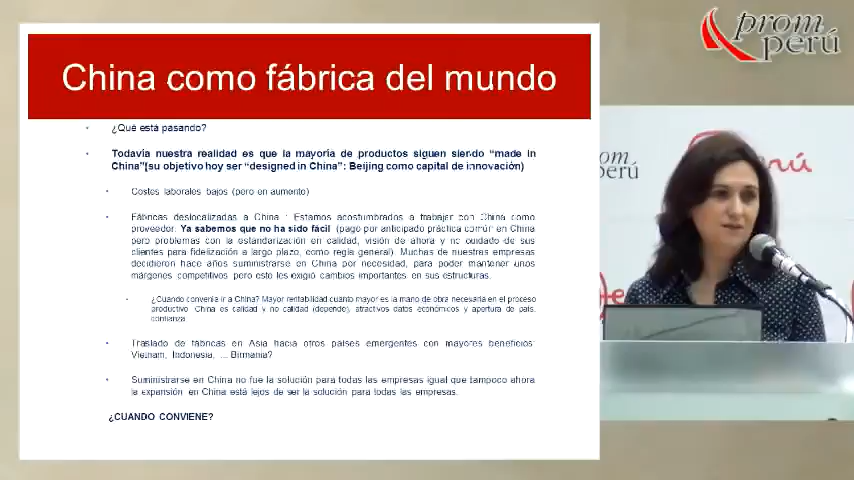 China como fábrica del mundo
¿Qué está pasando?
Todavía nuestra realidad es que la mayoría de productos siguen siendo “made in
China”(su objetivo hoy ser “designed in China”: Beijing como capital de innovación)
Costes laborales bajos (pero en aumento)
Fábricas deslocalizadas a China : Estamos acostumbrados a trabajar con China como
proveedor. Ya sabemos que no ha sido fácil (pago por anticipado práctica común en China
pero problemas con la estandarización en calidad, visión de ahora y no cuidado de sus
clientes para fidelización a largo plazo, como regla general). Muchas de nuestras empresas
decidieron hace años suministrarse en China por necesidad, para poder mantener unos
márgenes competitivos pero esto les exigió cambios importantes en sus estructuras.
¿Cuando convenía ir a China? Mayor rentabilidad cuanto mayor es la mano de obra necesaria en el proceso
productivo. China es calidad y no calidad (depende), atractivos datos económicos y apertura de país,
confianza.
Traslado de fábricas en Asia hacia otros países emergentes con mayores beneficios:
Vietnam, Indonesia, ... Birmania?
Suministrarse en China no fue la solución para todas las empresas igual que tampoco ahora
la expansión en China está lejos de ser la solución para todas las empresas.
¿CUANDO CONVIENE?
prom
perú
prom
perú